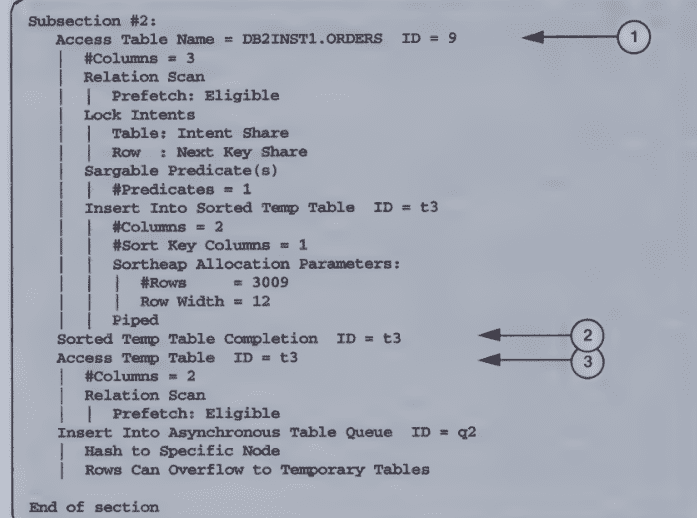 Subsection #2:
Access Table Name = DB2INST1.ORDERS ID = 9
1
| #Columns = 3
| Relation Scan
| | Prefetch: Eligible
| Lock Intents
| | Table: Intent Share
| | Row : Next Key Share
| Sargable Predicate(s)
| | #Predicates = 1
| Insert Into Sorted Temp Table ID = t3
| | #Columns = 2
| | #Sort Key Columns = 1
| | Sortheap Allocation Parameters:
| | | #Rows = 3009
| | | Row Width = 12
| | Piped
Sorted Temp Table Completion ID = t3
2
Access Temp Table ID = t3
3
| #Columns = 2
| Relation Scan
| | Prefetch: Eligible
Insert Into Asynchronous Table Queue ID = q2
| Hash to Specific Node
| Rows Can Overflow to Temporary Tables
End of section